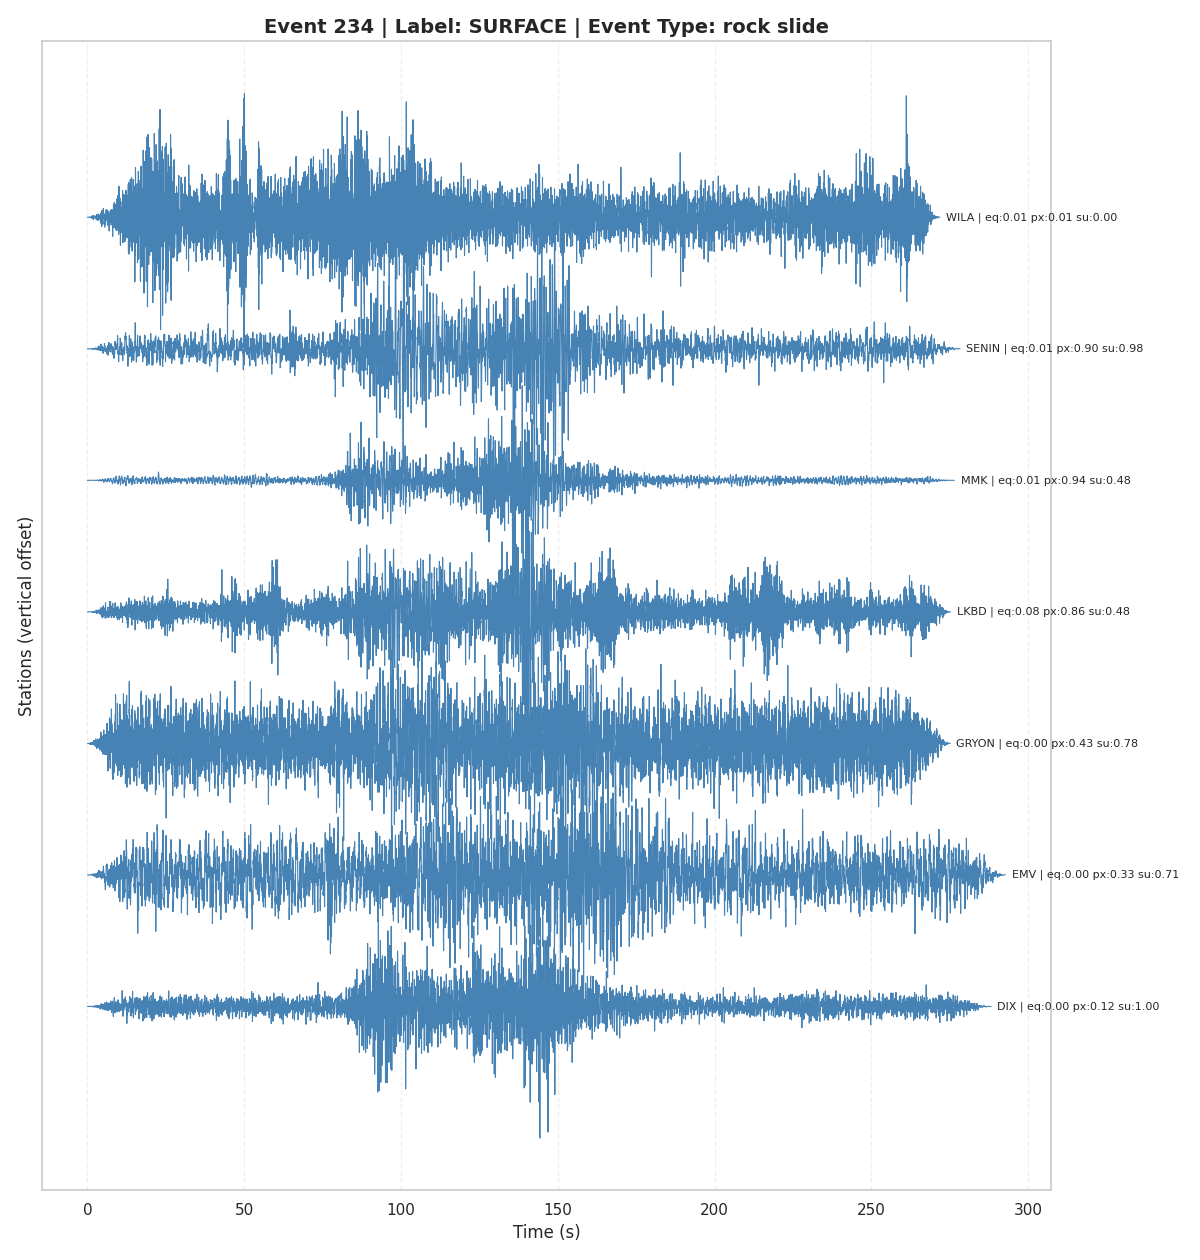 Event 234 | Label: SURFACE | Event Type: rock slide
WILA | eq:0.01 px:0.01 su:0.00
SENIN | eq:0.01 px:0.90 su:0.98
MMK | eq:0.01 px:0.94 su:0.48
LKBD | eq:0.08 px:0.86 su:0.48
GRYON | eq:0.00 px:0.43 su:0.78
EMV | eq:0.00 px:0.33 su:0.71
DIX | eq:0.00 px:0.12 su:1.00
Stations (vertical offset)
0 50 100 150 200 250 300
Time (s)